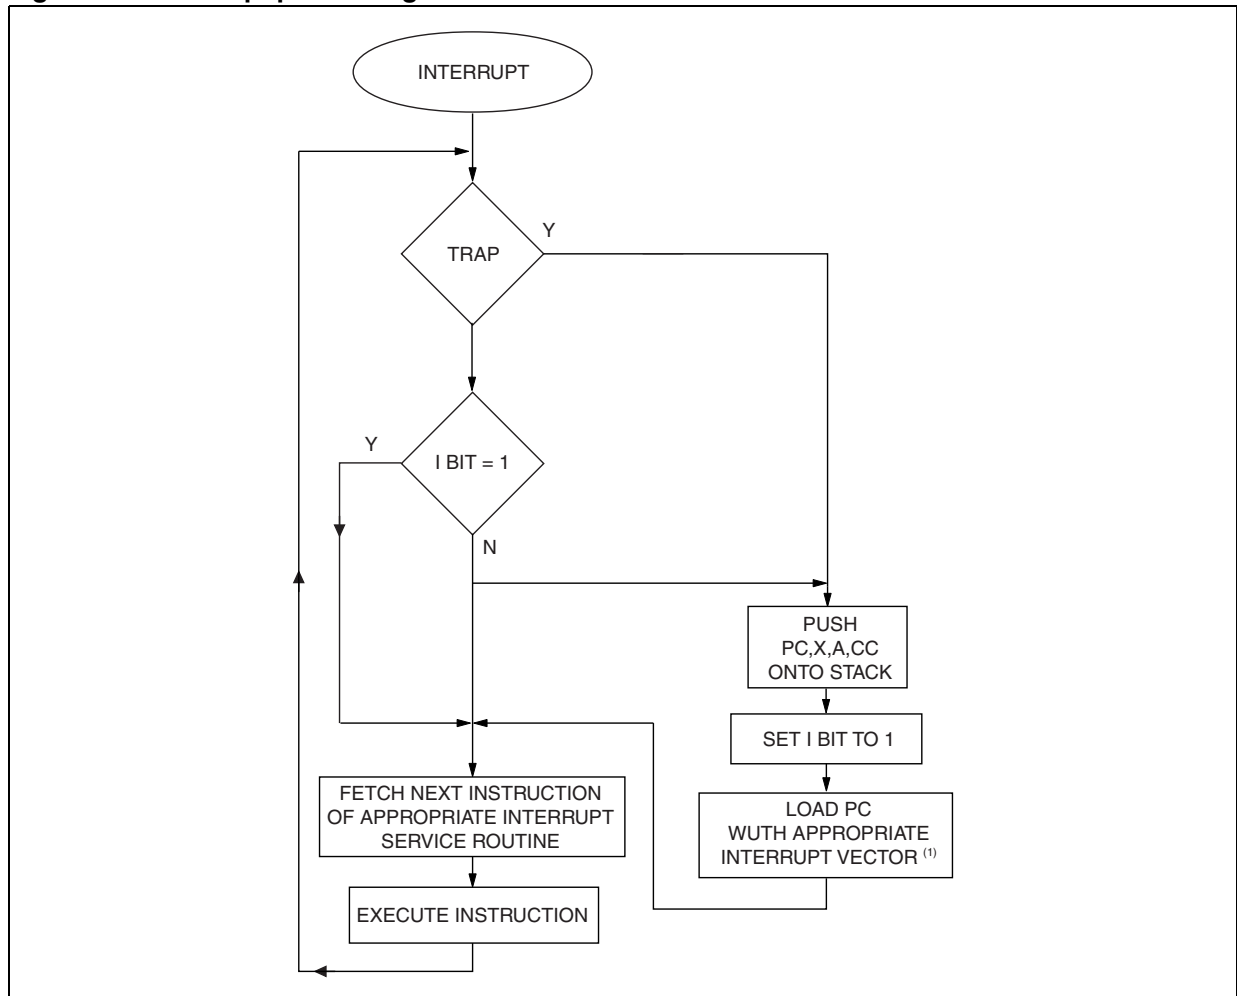 INTERRUPT
TRAP
Y
I BIT = 1
Y
N
PUSH
PC,X,A,CC
ONTO STACK
SET I BIT TO 1
LOAD PC
WUTH APPROPRIATE
INTERRUPT VECTOR (1)
FETCH NEXT INSTRUCTION
OF APPROPRIATE INTERRUPT
SERVICE ROUTINE
EXECUTE INSTRUCTION